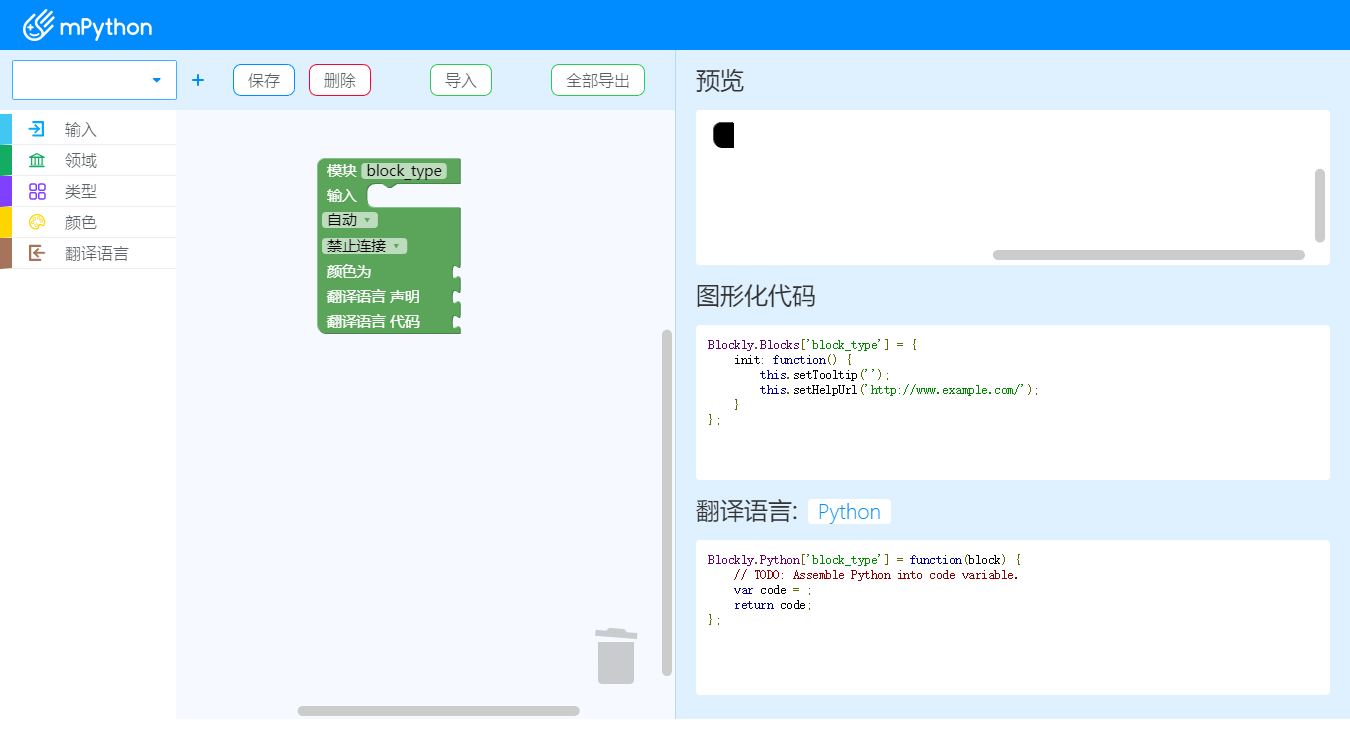 mPython
保存
删除
导入
全部导出
输入
领域
类型
颜色
翻译语言
模块 block_type
输入
自动
禁止连接
颜色为
翻译语言 声明
翻译语言 代码
预览
图形化代码
Blockly.Blocks['block_type'] = {
    init: function() {
        this.setTooltip('');
        this.setHelpUrl('http://www.example.com/');
    }
};
翻译语言: Python
Blockly.Python['block_type'] = function(block) {
    // TODO: Assemble Python into code variable.
    var code = ;
    return code;
};